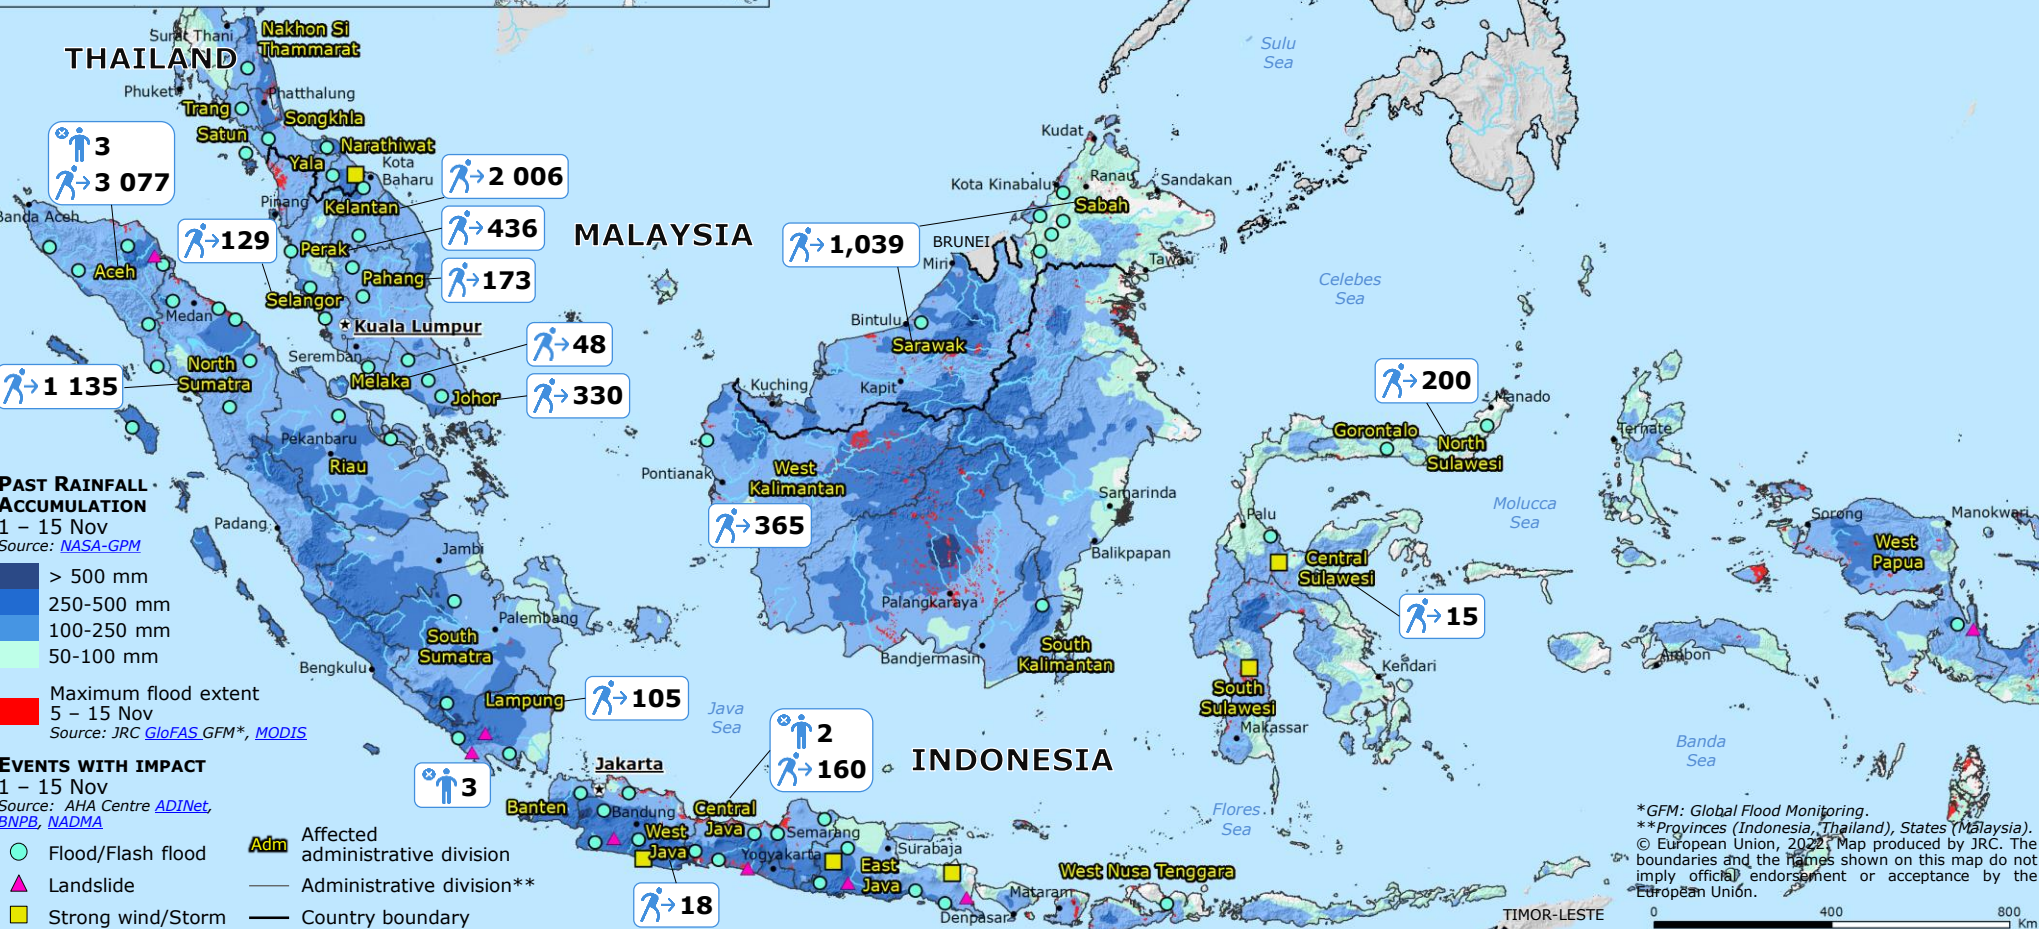 THAILAND
Surat Thani
Nakhon Si
Thammarat
Phuket
Phatthalung
Trang
Songkhla
Satun
Narathiwat
Yala
Kota
Baharu
3
3 077
2 006
Pinang
Kelantan
Banda Aceh
129
Perak
436
MALAYSIA
Aceh
Pahang
173
Selangor
Medan
Kuala Lumpur
Seremban
48
North
Sumatra
1 135
Melaka
Johor
330
Pekanbaru
Riau
Padang
Jambi
Palembang
South
Sumatra
Bengkulu
Lampung
105
3
Sulu
Sea
Kudat
Kota Kinabalu
Ranau
Sandakan
Sabah
1,039
BRUNEI
Miri
Tawau
Celebes
Sea
Bintulu
Sarawak
Kapit
Kuching
200
Manado
Gorontalo
North
Sulawesi
Ternate
West
Kalimantan
Pontianak
365
Samarinda
Molucca
Sea
Sorong
Manokwari
Palu
Balikpapan
Central
Sulawesi
West
Papua
Palangkaraya
15
South
Kalimantan
Bandjermasin
Ambon
Kendari
South
Sulawesi
Makassar
Java
Sea
2
160
INDONESIA
Banda
Sea
Jakarta
Banten
Bandung
Central
Java
West
Java
Semarang
Yogyakarta
Surabaya
East
Java
Flores
Sea
West Nusa Tenggara
Mataram
Denpasar
18
TIMOR-LESTE
PAST RAINFALL
ACCUMULATION
1 – 15 Nov
Source: NASA-GPM
> 500 mm
250-500 mm
100-250 mm
50-100 mm
Maximum flood extent
5 – 15 Nov
Source: JRC GloFAS GFM*, MODIS
EVENTS WITH IMPACT
1 – 15 Nov
Source: AHA Centre ADINet,
BNPB, NADMA
Flood/Flash flood
Landslide
Strong wind/Storm
Adm
Affected
administrative division
Administrative division**
Country boundary
*GFM: Global Flood Monitoring.
**Provinces (Indonesia, Thailand), States (Malaysia).
© European Union, 2022. Map produced by JRC. The
boundaries and the names shown on this map do not
imply official endorsement or acceptance by the
European Union.
0 400 800
Km